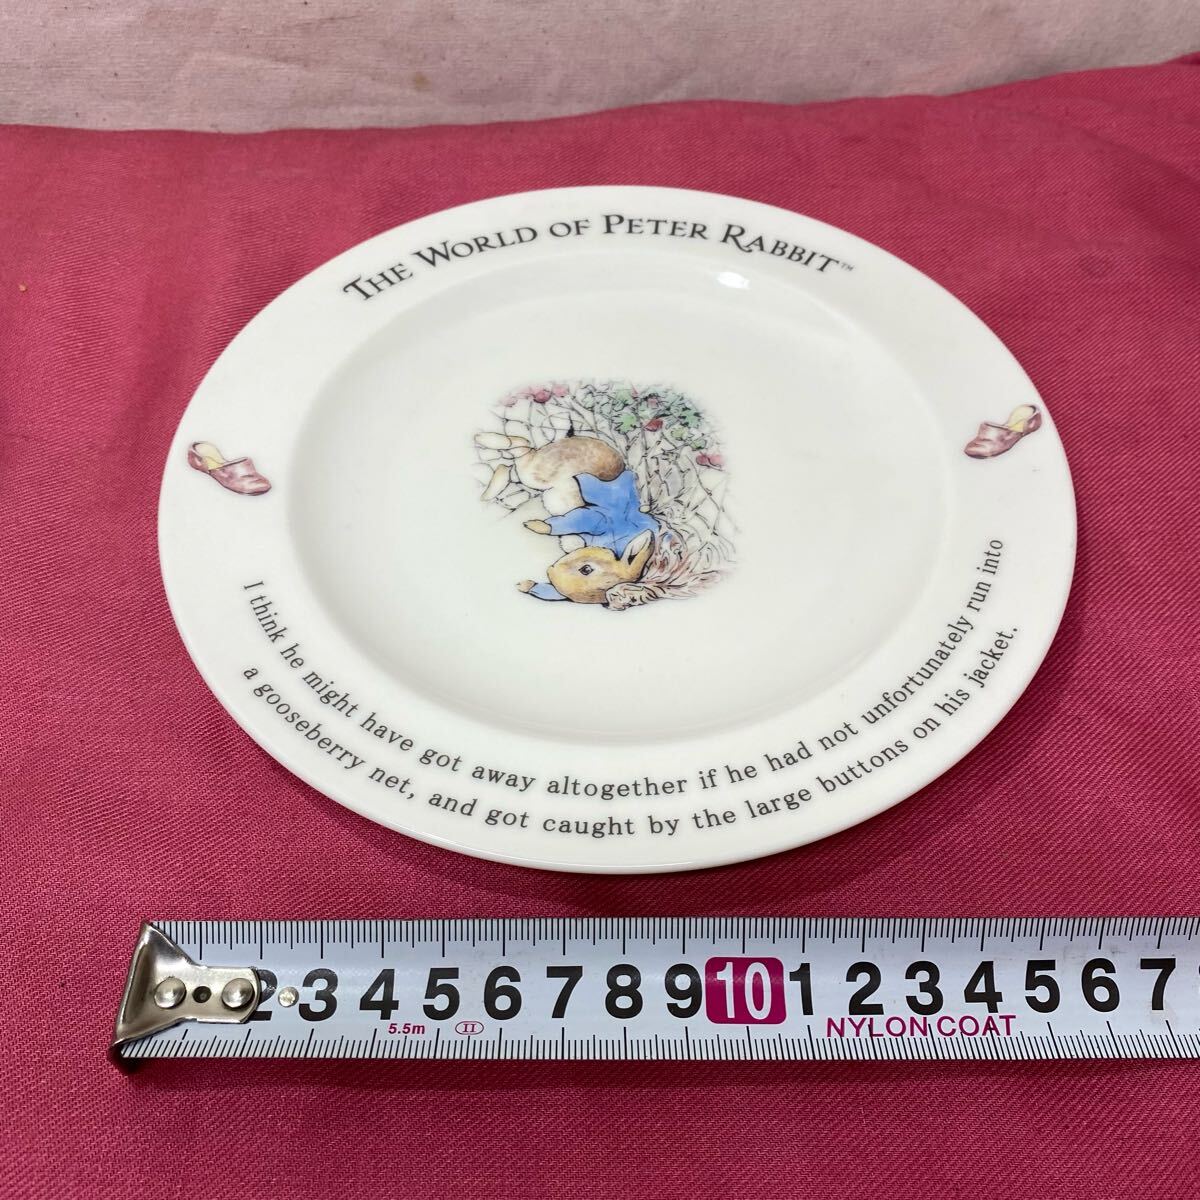 THE WORLD OF PETER RABBIT™
I think he might have got away altogether if he had not unfortunately run into
a gooseberry net, and got caught by the large buttons on his jacket.
2 3 4 5 6 7 8 9 10 1 2 3 4 5 6 7
5.5m II NYLON COAT